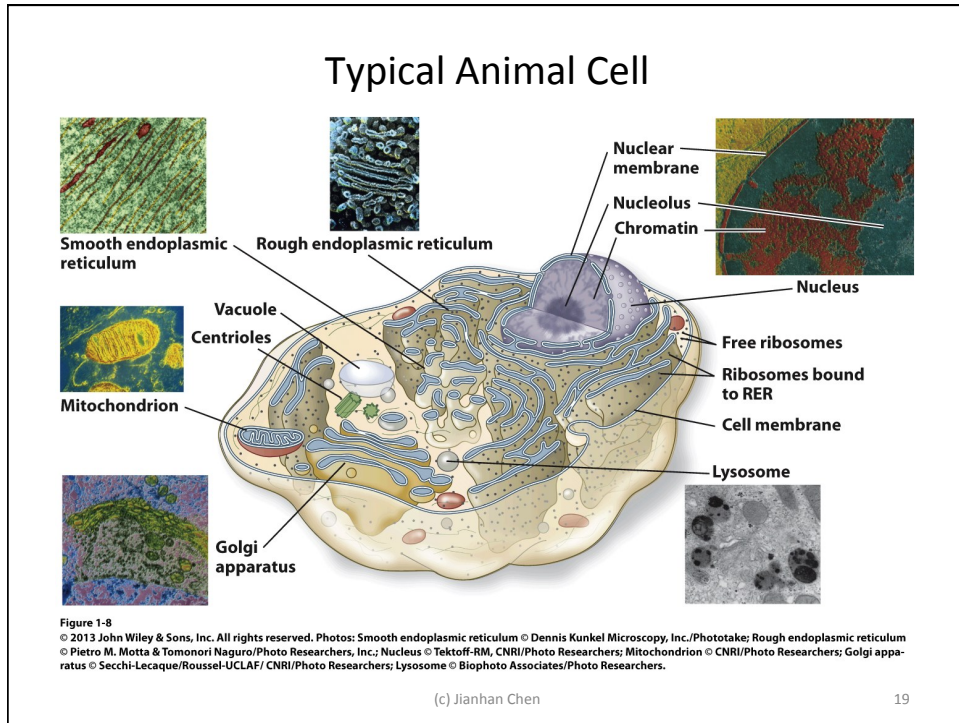 Typical Animal Cell
Nuclear
membrane
Nucleolus
Chromatin
Smooth endoplasmic
reticulum
Rough endoplasmic reticulum
Nucleus
Vacuole
Centrioles
Free ribosomes
Ribosomes bound
to RER
Mitochondrion
Cell membrane
Lysosome
Golgi
apparatus
Figure 1-8
© 2013 John Wiley & Sons, Inc. All rights reserved. Photos: Smooth endoplasmic reticulum © Dennis Kunkel Microscopy, Inc./Phototake; Rough endoplasmic reticulum
© Pietro M. Motta & Tomonori Naguro/Photo Researchers, Inc.; Nucleus © Tektoff-RM, CNRI/Photo Researchers; Mitochondrion © CNRI/Photo Researchers; Golgi appa-
ratus © Secchi-Lecaque/Roussel-UCLAF/ CNRI/Photo Researchers; Lysosome © Biophoto Associates/Photo Researchers.
(c) Jianhan Chen
19